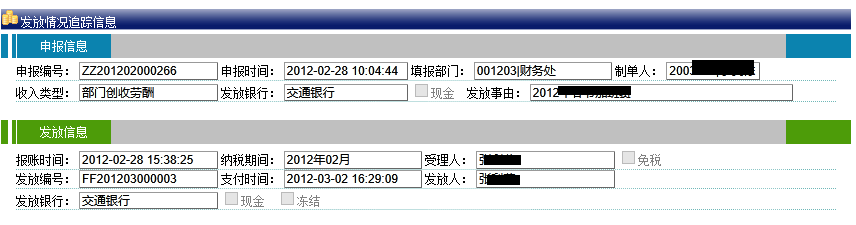 发放情况追踪信息
申报信息
申报编号： ZZ201202000266 申报时间： 2012-02-28 10:04:44 填报部门： 001203|财务处 制单人： 2003
收入类型： 部门创收劳酬 发放银行： 交通银行 现金 发放事由： 2012
发放信息
报账时间： 2012-02-28 15:38:25 纳税期间： 2012年02月 受理人： 张 免税
发放编号： FF201203000003 支付时间： 2012-03-02 16:29:09 发放人： 张
发放银行： 交通银行 现金 冻结